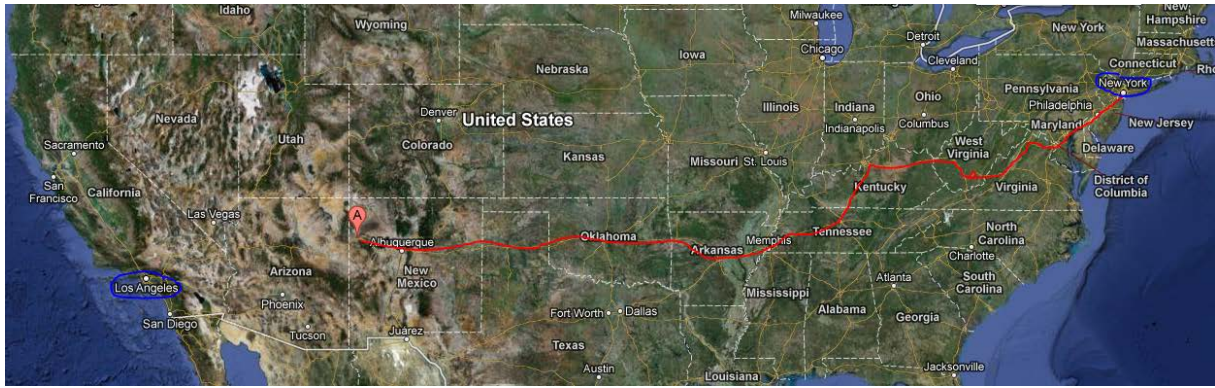 Idaho
Wyoming
Milwaukee
New York
New
Hampshire
Massachusetts
Iowa
Chicago
Detroit
Cleveland
Connecticut
Nebraska
Nevada
Utah
Denver
Colorado
United States
Illinois
Indiana
Indianapolis
Ohio
Columbus
Pennsylvania
New York
Philadelphia
Maryland
New Jersey
Sacramento
San
Francisco
California
Kansas
Missouri
St. Louis
West
Virginia
Delaware
District of
Columbia
Kentucky
Virginia
Las Vegas
A
Albuquerque
Oklahoma
Arkansas
Memphis
Tennessee
North
Carolina
Charlotte
Los Angeles
Arizona
New
Mexico
Phoenix
San Diego
Tucson
Juárez
Fort Worth
Dallas
Mississippi
Alabama
Atlanta
South
Carolina
Georgia
Texas
Austin
Louisiana
Jacksonville